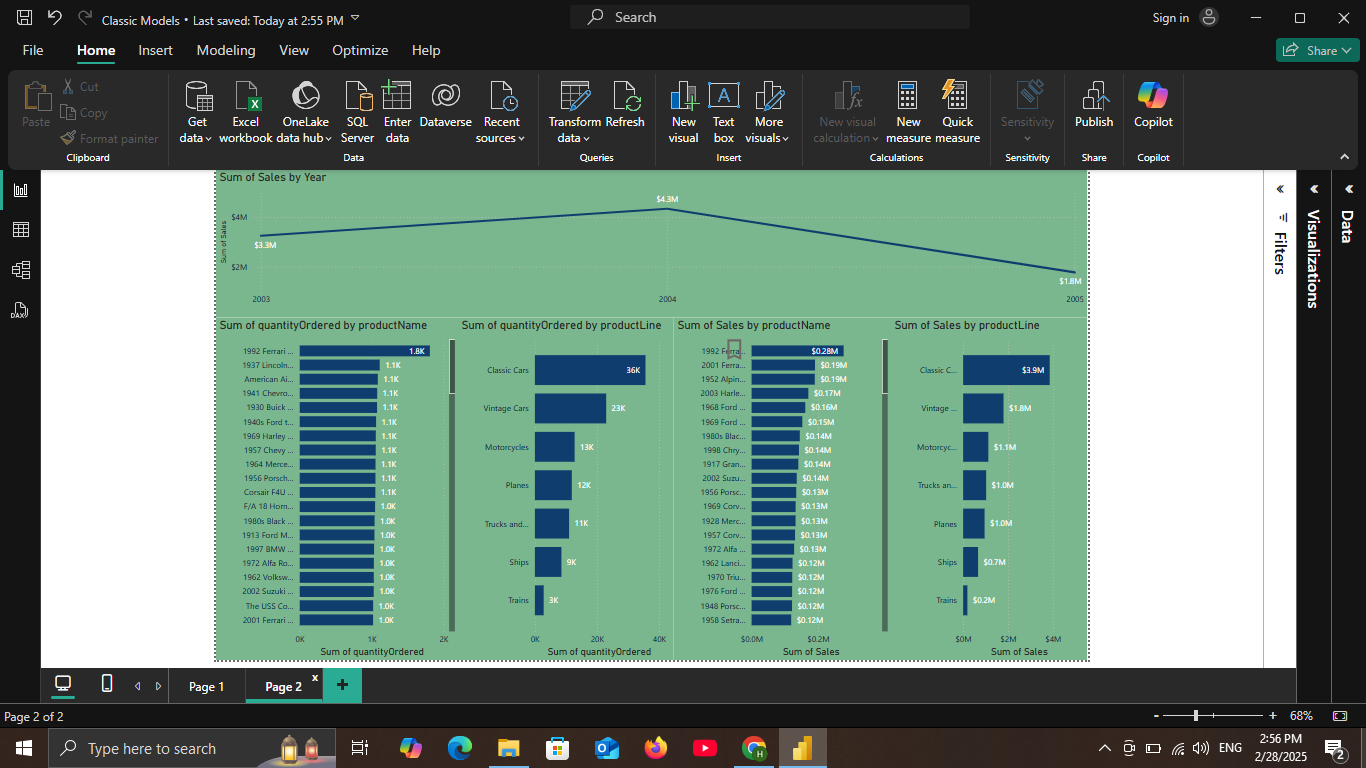 Classic Models • Last saved: Today at 2:55 PM
Search
Sign in
File Home Insert Modeling View Optimize Help
Share
Paste
Cut
Copy
Format painter
Clipboard
Get data
Excel workbook
OneLake data hub
SQL Server
Enter data
Dataverse
Recent sources
Data
Transform data
Refresh
Queries
New visual
Text box
More visuals
Insert
New visual calculation
New measure
Quick measure
Calculations
Sensitivity
Sensitivity
Publish
Share
Copilot
Copilot
Sum of Sales by Year
Sum of Sales
$4M
$2M
$3.3M
$4.3M
$1.8M
2003 2004 2005
Sum of quantityOrdered by productName
1992 Ferrari ... 1.8K
1937 Lincoln... 1.1K
American Ai... 1.1K
1941 Chevro... 1.1K
1930 Buick ... 1.1K
1940s Ford t... 1.1K
1969 Harley ... 1.1K
1957 Chevy ... 1.1K
1964 Merce... 1.1K
1956 Porsch... 1.1K
Corsair F4U ... 1.1K
F/A 18 Horn... 1.0K
1980s Black ... 1.0K
1913 Ford M... 1.0K
1997 BMW ... 1.0K
1972 Alfa Ro... 1.0K
1962 Volksw... 1.0K
2002 Suzuki ... 1.0K
The USS Co... 1.0K
2001 Ferrari ... 1.0K
0K 1K 2K
Sum of quantityOrdered
Sum of quantityOrdered by productLine
Classic Cars 36K
Vintage Cars 23K
Motorcycles 13K
Planes 12K
Trucks and... 11K
Ships 9K
Trains 3K
0K 20K 40K
Sum of quantityOrdered
Sum of Sales by productName
1992 Ferra... $0.28M
2001 Ferra... $0.19M
1952 Alpin... $0.19M
2003 Harle... $0.17M
1968 Ford ... $0.16M
1969 Ford ... $0.15M
1980s Blac... $0.14M
1998 Chry... $0.14M
1917 Gran... $0.14M
2002 Suzu... $0.14M
1956 Porsc... $0.13M
1969 Corv... $0.13M
1928 Merc... $0.13M
1957 Corv... $0.13M
1972 Alfa ... $0.13M
1962 Lanci... $0.12M
1970 Triu... $0.12M
1976 Ford ... $0.12M
1948 Porsc... $0.12M
1958 Setra... $0.12M
$0.0M $0.2M
Sum of Sales
Sum of Sales by productLine
Classic C... $3.9M
Vintage ... $1.8M
Motorcyc... $1.1M
Trucks an... $1.0M
Planes $1.0M
Ships $0.7M
Trains $0.2M
$0M $2M $4M
Sum of Sales
Filters
Visualizations
Data
DAX
Page 1
Page 2
x
+
Page 2 of 2
- + 68%
Type here to search
H
ENG
2:56 PM
2/28/2025
2